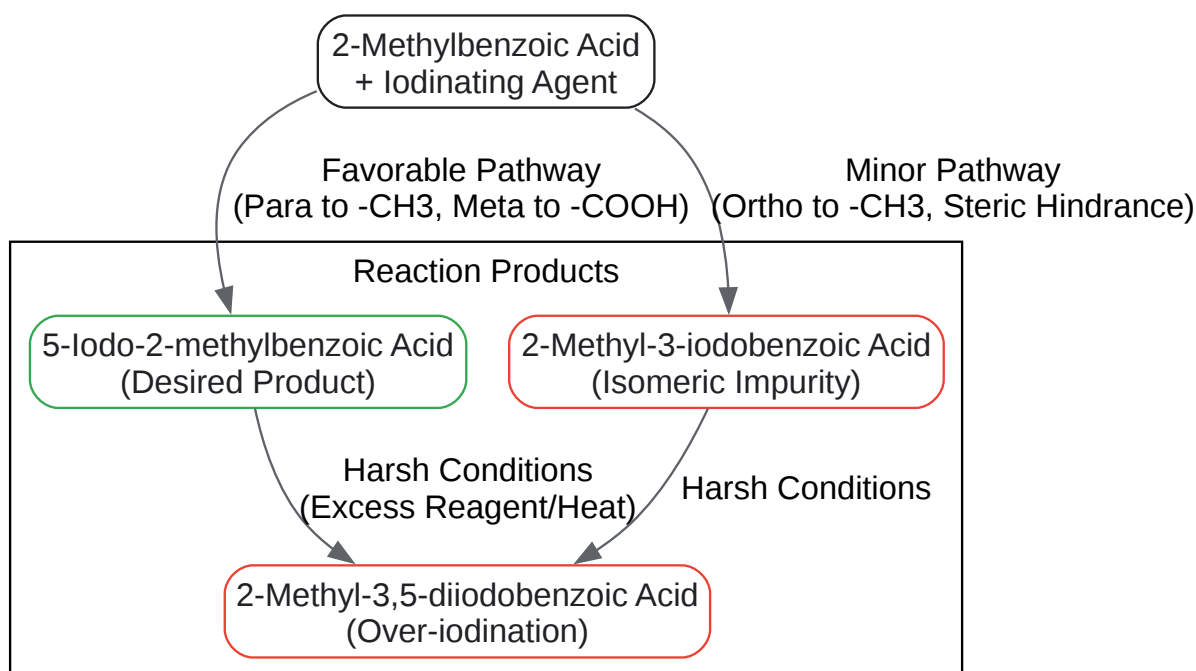 2-Methylbenzoic Acid
+ Iodinating Agent
Favorable Pathway
(Para to -CH3, Meta to -COOH)
Minor Pathway
(Ortho to -CH3, Steric Hindrance)
Reaction Products
5-Iodo-2-methylbenzoic Acid
(Desired Product)
2-Methyl-3-iodobenzoic Acid
(Isomeric Impurity)
Harsh Conditions
(Excess Reagent/Heat)
Harsh Conditions
2-Methyl-3,5-diiodobenzoic Acid
(Over-iodination)